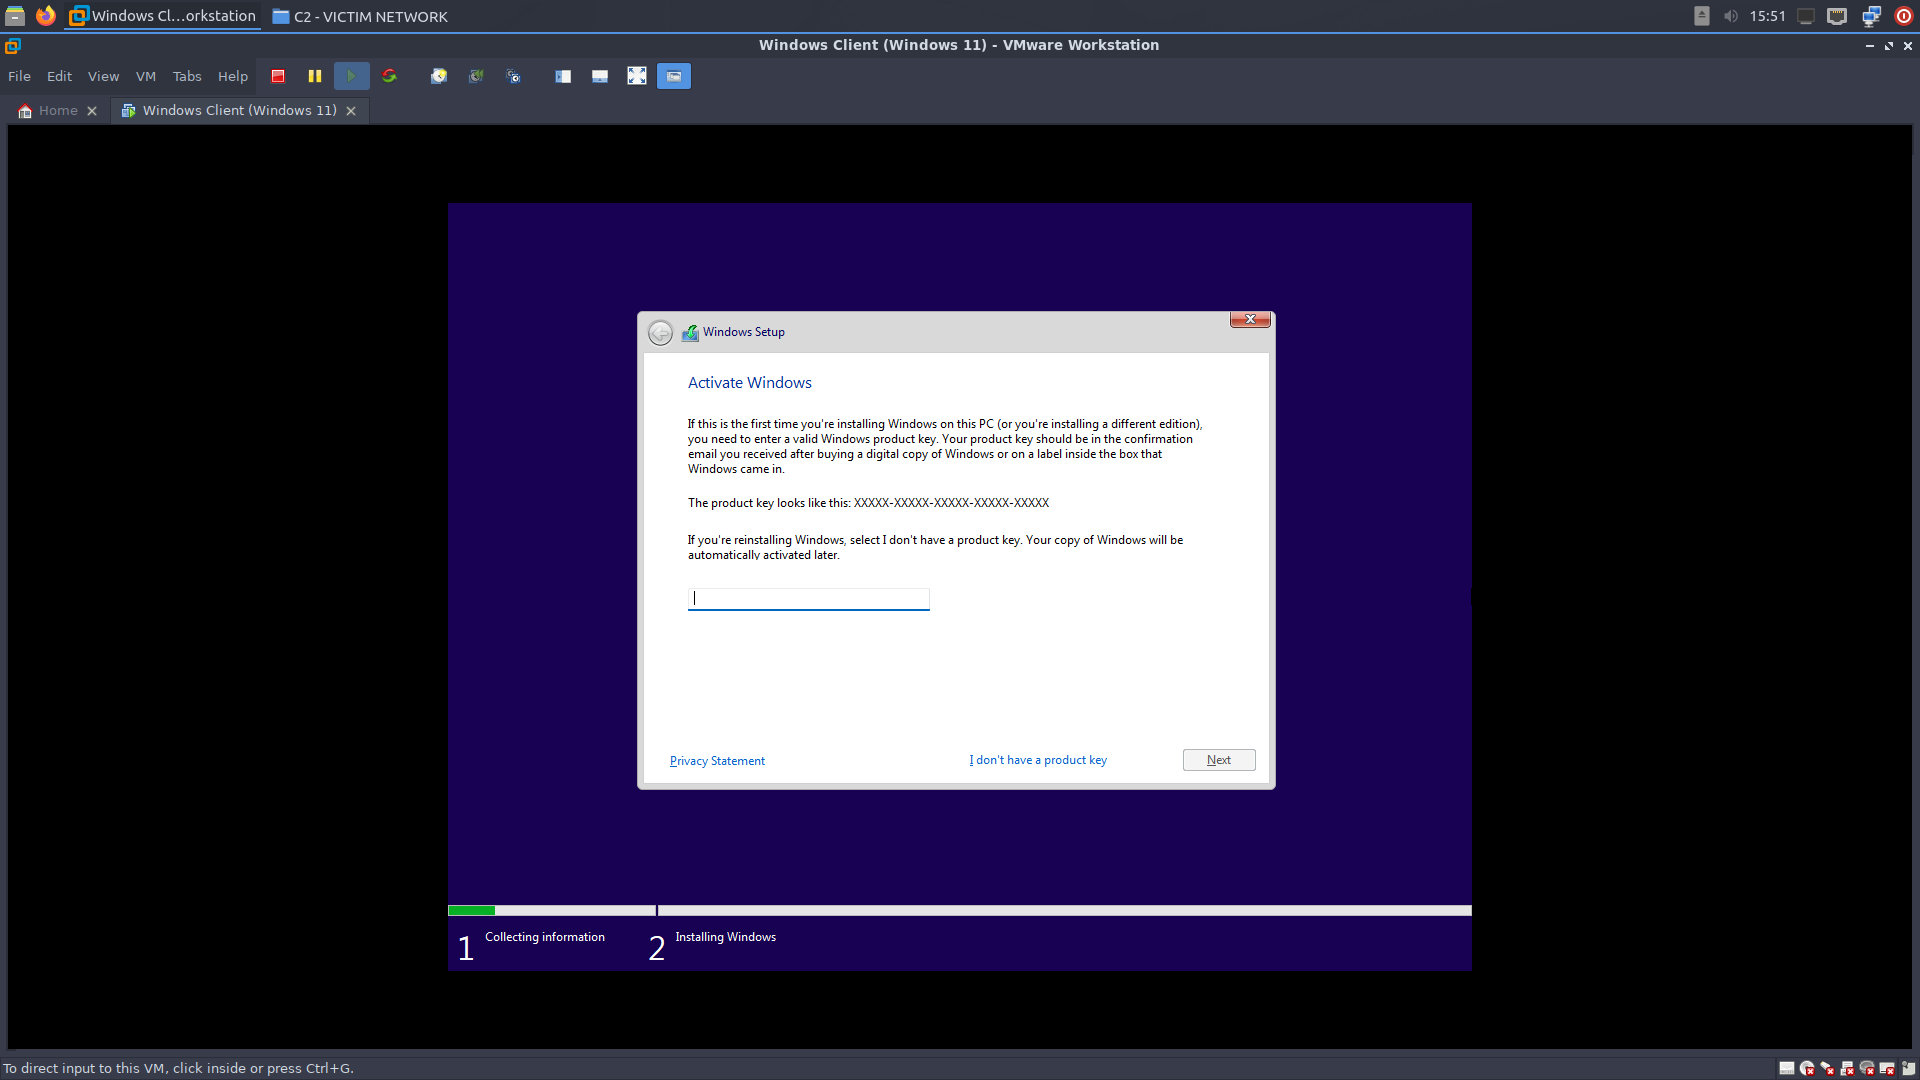 Windows Cl...orkstation
C2 - VICTIM NETWORK
15:51
Windows Client (Windows 11) - VMware Workstation
File Edit View VM Tabs Help
Home
Windows Client (Windows 11)
Windows Setup
Activate Windows
If this is the first time you're installing Windows on this PC (or you're installing a different edition),
you need to enter a valid Windows product key. Your product key should be in the confirmation
email you received after buying a digital copy of Windows or on a label inside the box that
Windows came in.
The product key looks like this: XXXXX-XXXXX-XXXXX-XXXXX-XXXXX
If you're reinstalling Windows, select I don't have a product key. Your copy of Windows will be
automatically activated later.
Privacy Statement
I don't have a product key
Next
1 Collecting information
2 Installing Windows
To direct input to this VM, click inside or press Ctrl+G.